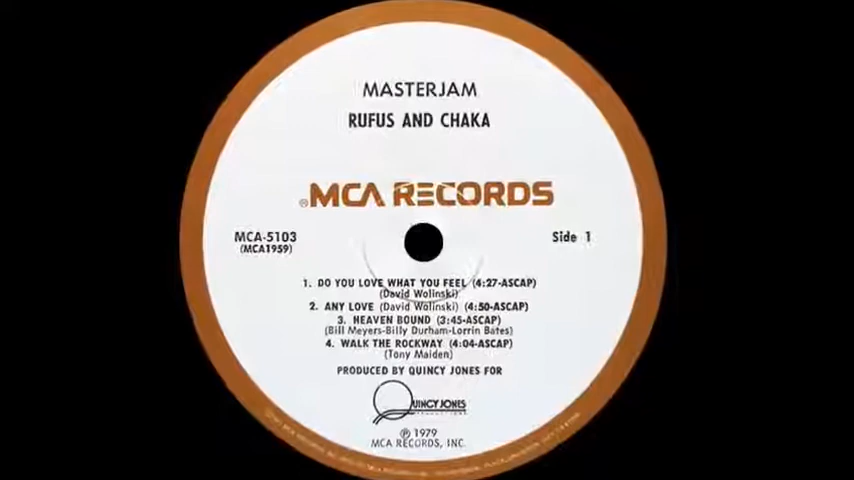 MASTERJAM
RUFUS AND CHAKA
®MCA RECORDS
MCA-5103
(MCA1959)
Side 1
1. DO YOU LOVE WHAT YOU FEEL (4:27-ASCAP)
(David Wolinski)
2. ANY LOVE (David Wolinski) (4:50-ASCAP)
3. HEAVEN BOUND (3:45-ASCAP)
(Bill Meyers-Billy Durham-Lorrin Bates)
4. WALK THE ROCKWAY (4:04-ASCAP)
(Tony Maiden)
PRODUCED BY QUINCY JONES FOR
QUINCY JONES
PRODUCTIONS
℗ 1979
MCA RECORDS, INC.